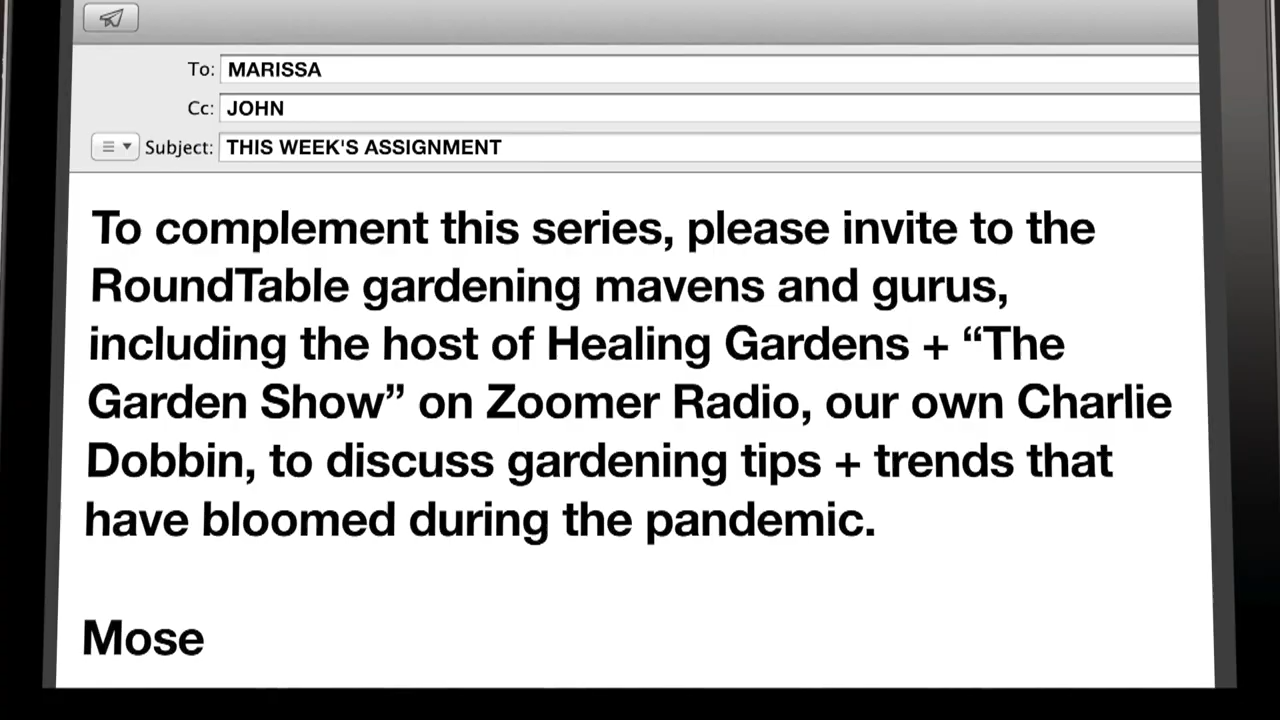 To: MARISSA
Cc: JOHN
Subject: THIS WEEK'S ASSIGNMENT
To complement this series, please invite to the
RoundTable gardening mavens and gurus,
including the host of Healing Gardens + “The
Garden Show” on Zoomer Radio, our own Charlie
Dobbin, to discuss gardening tips + trends that
have bloomed during the pandemic.
Mose